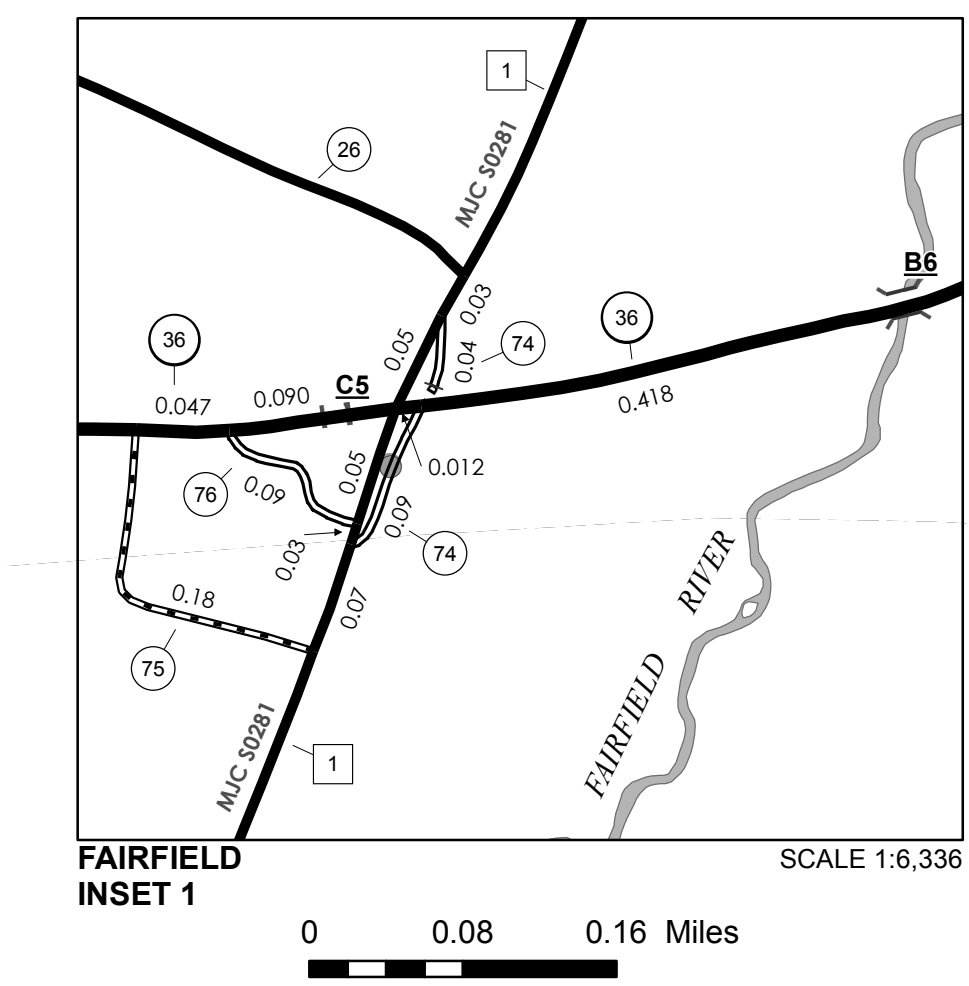 1
MJC S0281
26
B6
0.03
36
36
0.05
0.04
74
C5
0.090
0.047
0.418
0.012
0.05
76
0.09
0.09
74
0.03
RIVER
0.18
0.07
75
FAIRFIELD
MJC S0281
1
FAIRFIELD
INSET 1
SCALE 1:6,336
0 0.08 0.16 Miles